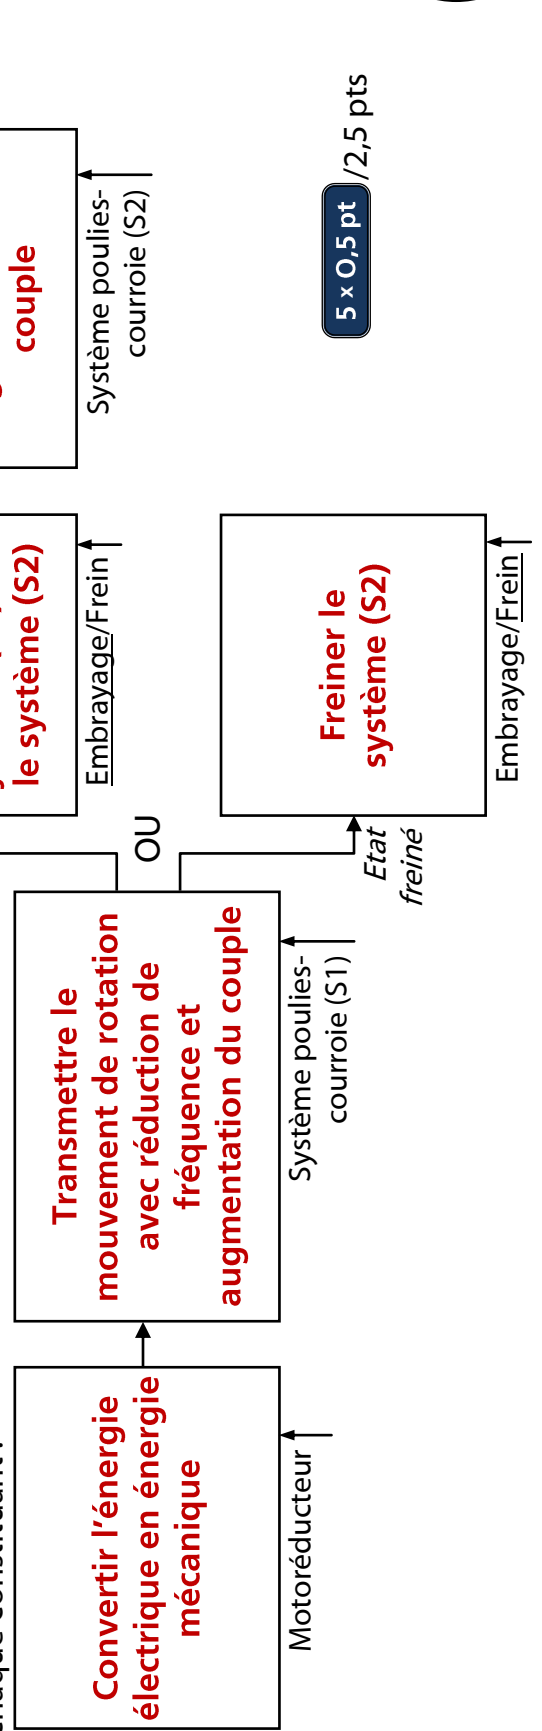 chaque constituant :
Convertir l’énergie
électrique en énergie
mécanique
Motoréducteur
Transmettre le
mouvement de rotation
avec réduction de
fréquence et
augmentation du couple
Système poulies-
courroie (S1)
OU
le système (S2)
Embrayage/Frein
couple
Système poulies-
courroie (S2)
Etat
freiné
Freiner le
système (S2)
Embrayage/Frein
5 x 0,5 pt /2,5 pts